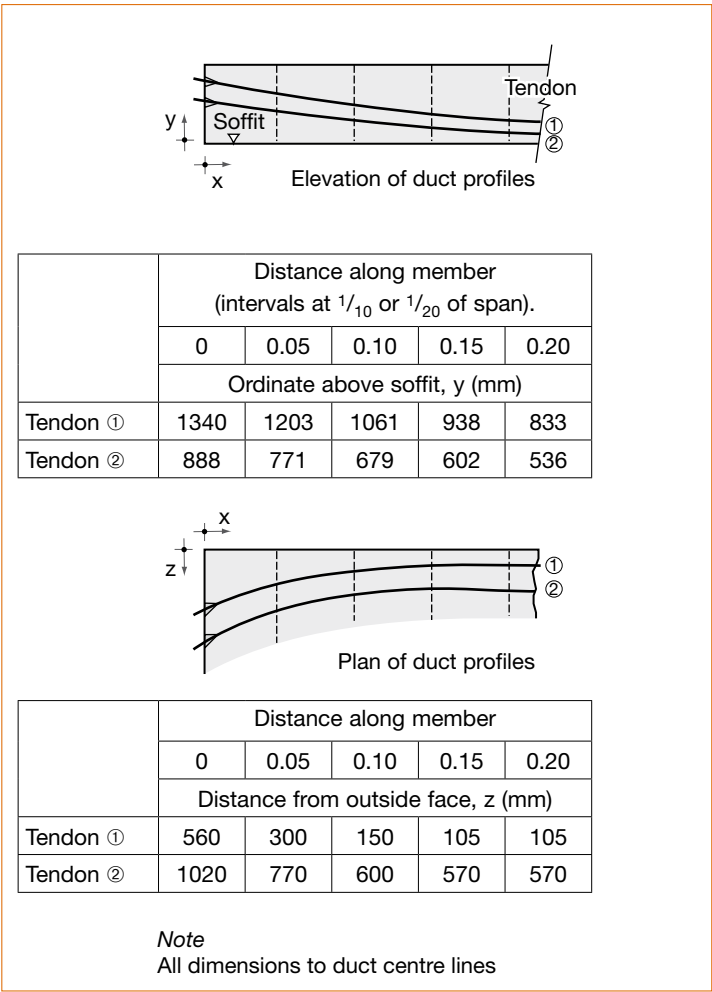 Tendon
y
Soffit
①
②
x
Elevation of duct profiles
Distance along member
(intervals at 1/10 or 1/20 of span).
0 0.05 0.10 0.15 0.20
Ordinate above soffit, y (mm)
Tendon ① 1340 1203 1061 938 833
Tendon ② 888 771 679 602 536
x
z
①
②
Plan of duct profiles
Distance along member
0 0.05 0.10 0.15 0.20
Distance from outside face, z (mm)
Tendon ① 560 300 150 105 105
Tendon ② 1020 770 600 570 570
Note
All dimensions to duct centre lines